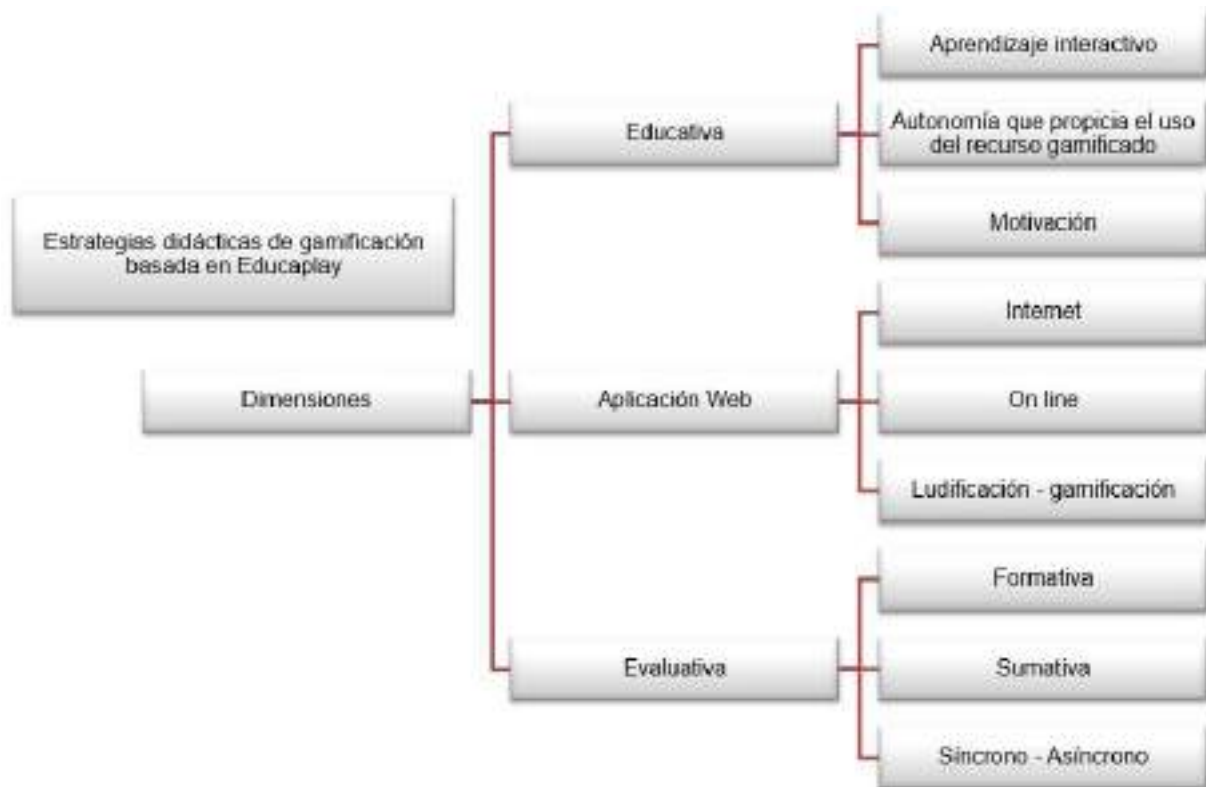 Estrategias didácticas de gamificación
basada en Educaplay
Dimensiones
Educativa
Aprendizaje interactivo
Autonomía que propicia el uso
del recurso gamificado
Motivación
Aplicación Web
Internet
On line
Ludificación - gamificación
Evaluativa
Formativa
Sumativa
Síncrono - Asíncrono